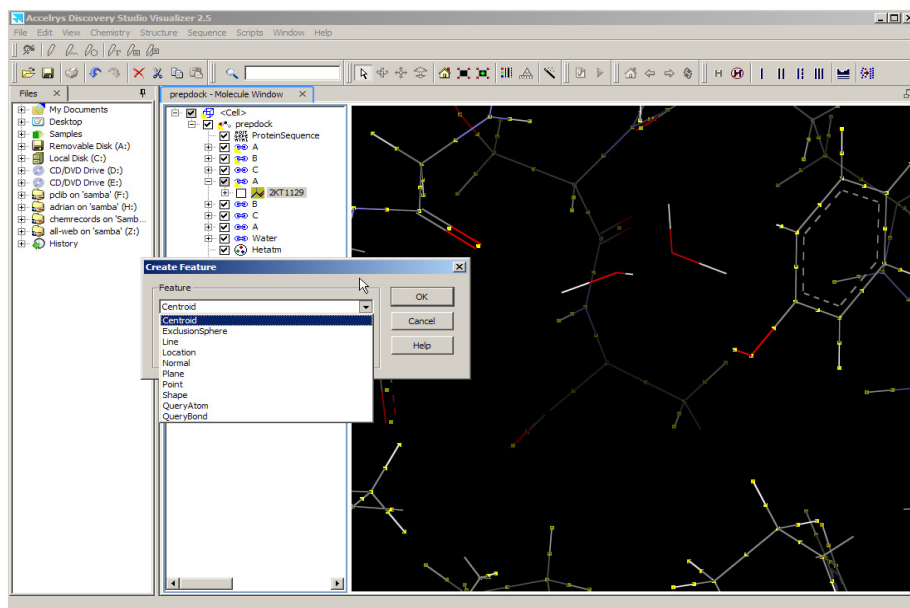 Accelrys Discovery Studio Visualizer 2.5
File Edit View Chemistry Structure Sequence Scripts Window Help
Files
prepdock - Molecule Window
My Documents
Desktop
Samples
Removable Disk (A:)
Local Disk (C:)
CD/DVD Drive (D:)
CD/DVD Drive (E:)
pclib on 'samba' (F:)
adrian on 'samba' (H:)
chemrecords on 'Samb...
all-web on 'samba' (Z:)
History
<Cell>
prepdock
ProteinSequence
A
B
C
A
2KT1129
B
C
A
Water
Hetatm
Create Feature
Feature
Centroid
Centroid
ExclusionSphere
Line
Location
Normal
Plane
Point
Shape
QueryAtom
QueryBond
OK
Cancel
Help